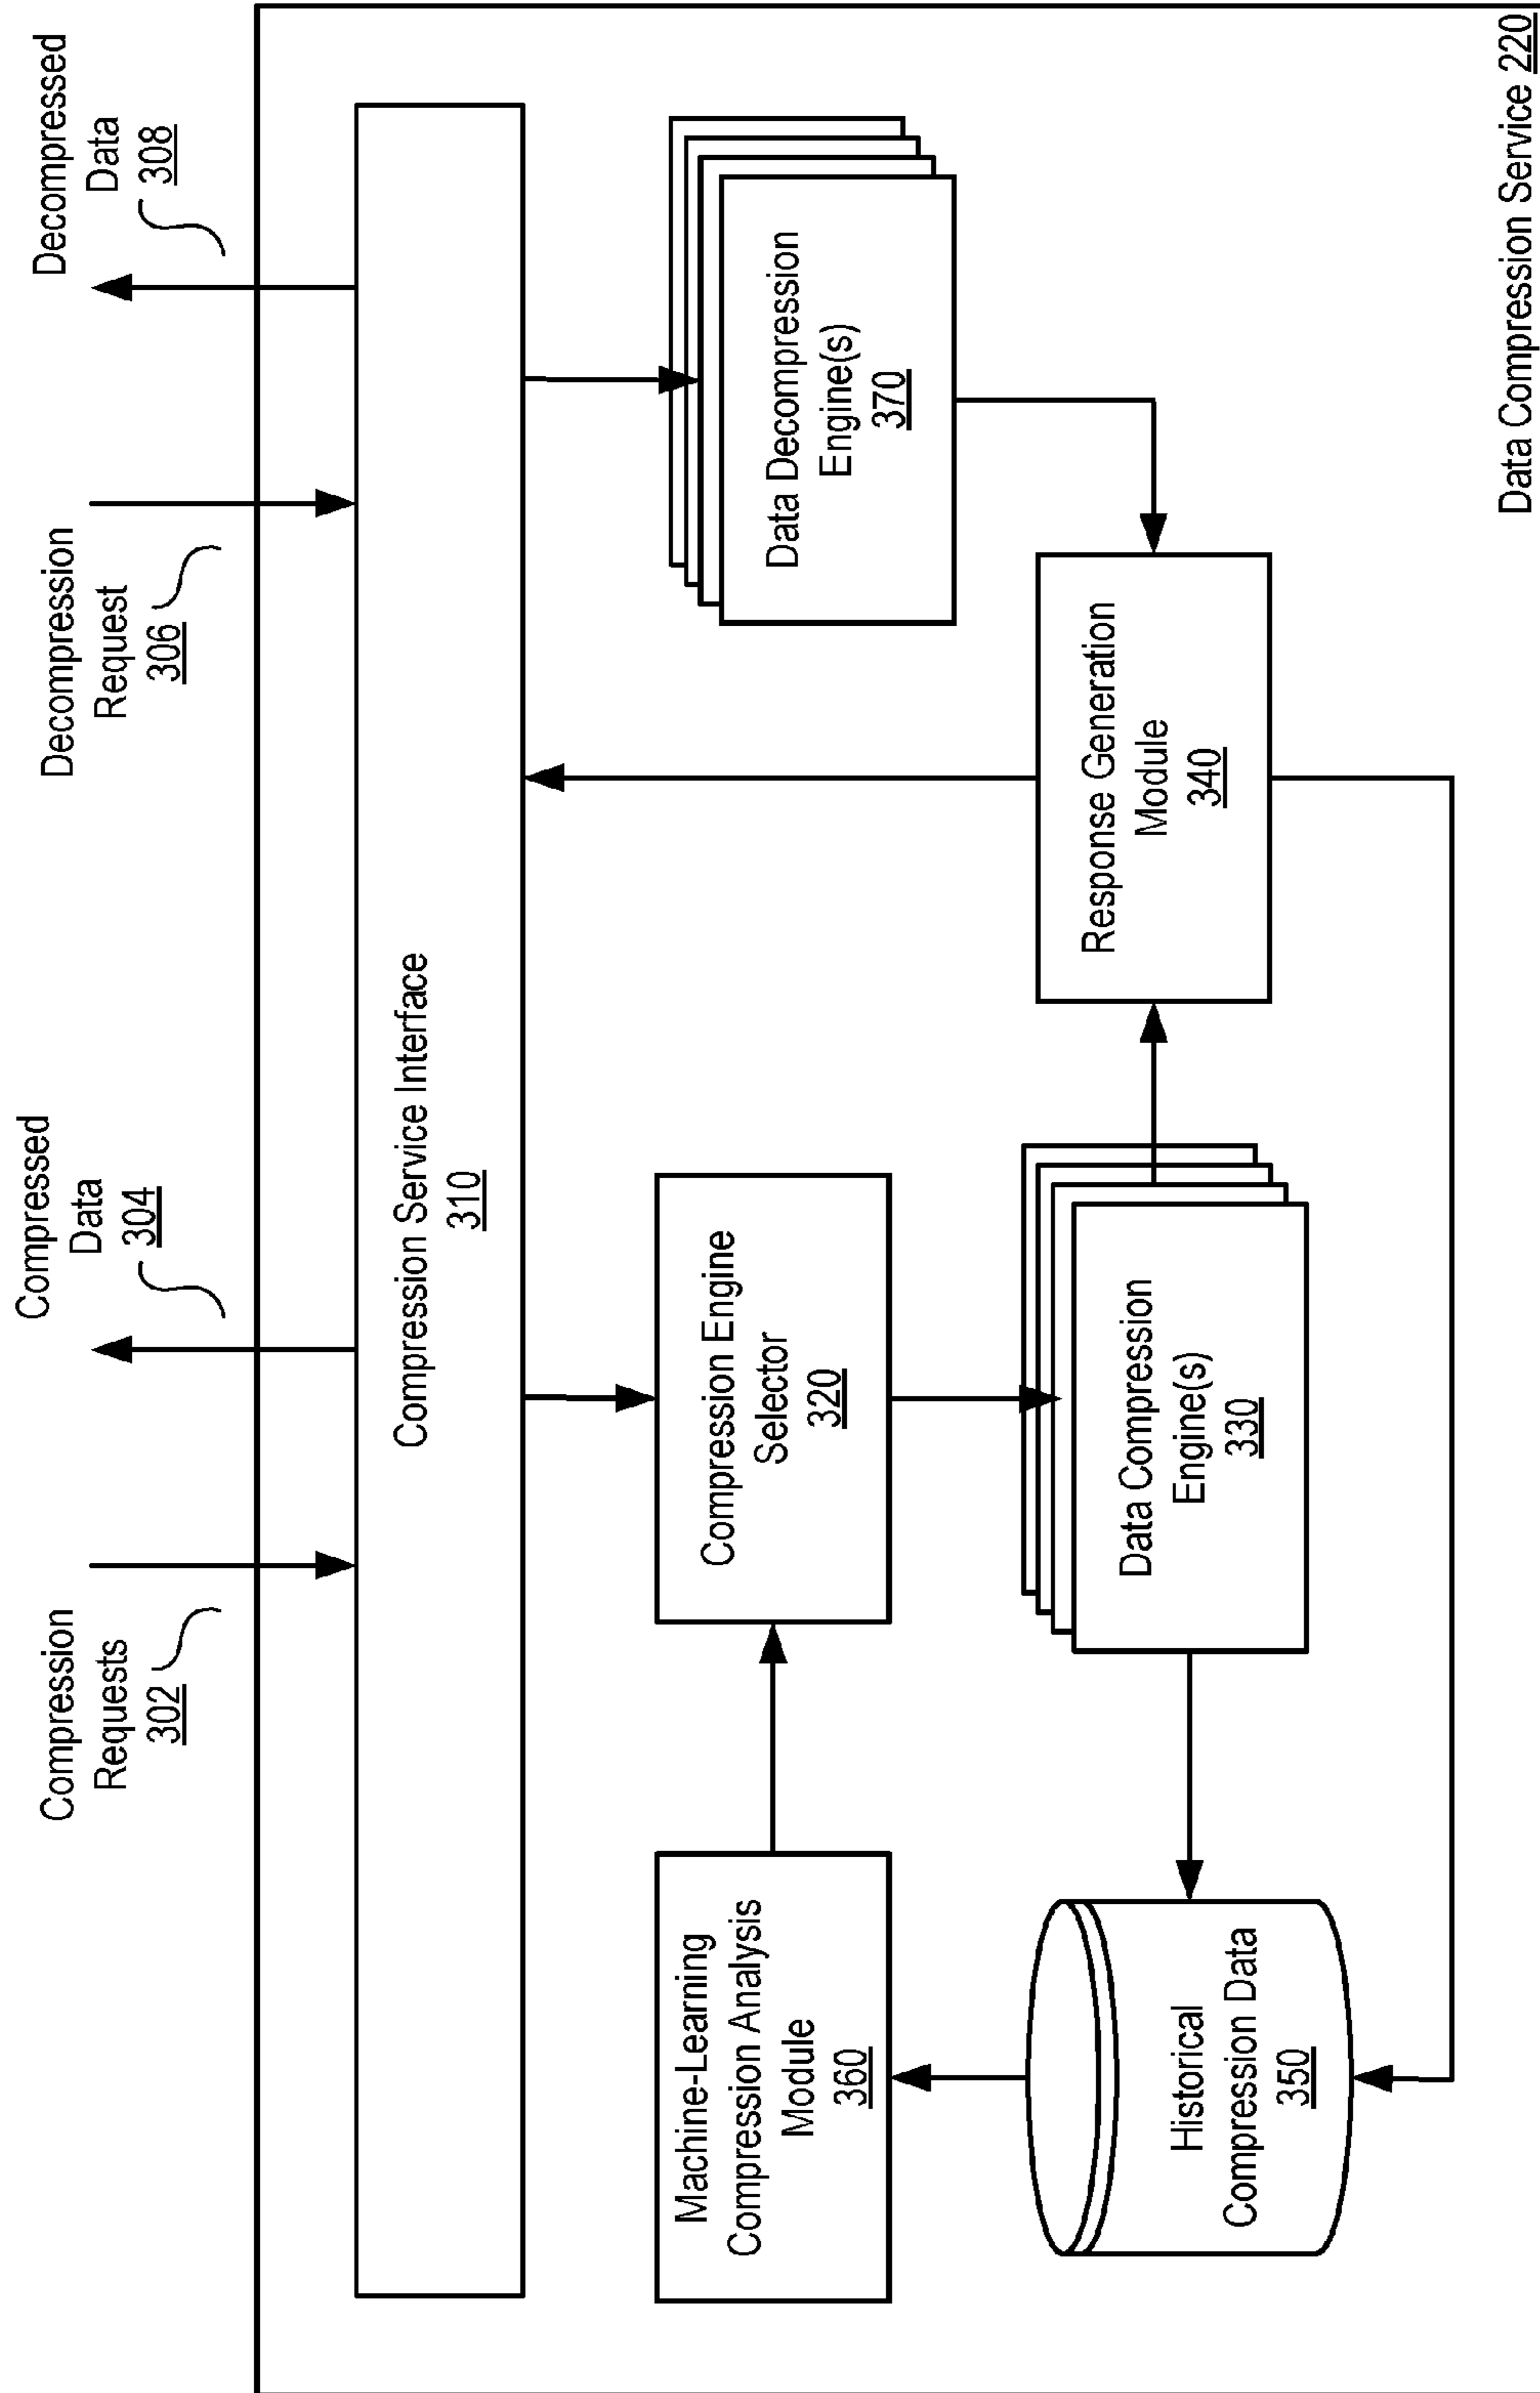 Compression
Requests
302
Compressed
Data
304
Decompression
Request
306
Decompressed
Data
308
Compression Service Interface
310
Machine-Learning
Compression Analysis
Module
360
Compression Engine
Selector
320
Data Decompression
Engine(s)
370
Historical
Compression Data
350
Data Compression
Engine(s)
330
Response Generation
Module
340
Data Compression Service 220